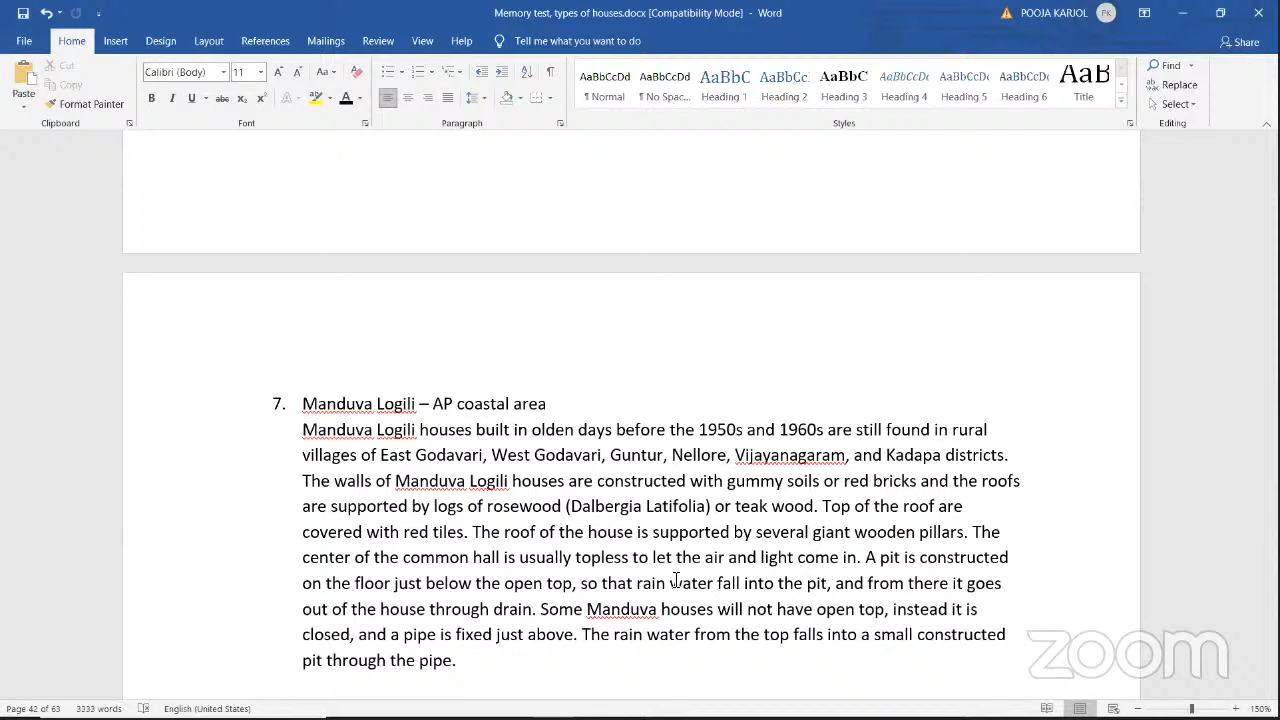 Memory test, types of houses.docx [Compatibility Mode] - Word
POOJA KARJOL
PK
File Home Insert Design Layout References Mailings Review View Help Tell me what you want to do
Share
Cut
Copy
Paste
Format Painter
Calibri (Body) 11
Clipboard
Font
Paragraph
AaBbCcDd AaBbCcDd AaBbC AaBbCc. AaBbC AaBbCcDc AaBbCcDc AaBbCcDc AaB
¶ Normal ¶ No Spac... Heading 1 Heading 2 Heading 3 Heading 4 Heading 5 Heading 6 Title
Styles
Find
Replace
Select
Editing
7. Manduva Logili – AP coastal area
Manduva Logili houses built in olden days before the 1950s and 1960s are still found in rural
villages of East Godavari, West Godavari, Guntur, Nellore, Vijayanagaram, and Kadapa districts.
The walls of Manduva Logili houses are constructed with gummy soils or red bricks and the roofs
are supported by logs of rosewood (Dalbergia Latifolia) or teak wood. Top of the roof are
covered with red tiles. The roof of the house is supported by several giant wooden pillars. The
center of the common hall is usually topless to let the air and light come in. A pit is constructed
on the floor just below the open top, so that rain water fall into the pit, and from there it goes
out of the house through drain. Some Manduva houses will not have open top, instead it is
closed, and a pipe is fixed just above. The rain water from the top falls into a small constructed
pit through the pipe.
zoom
Page 42 of 63 3333 words English (United States) 150%